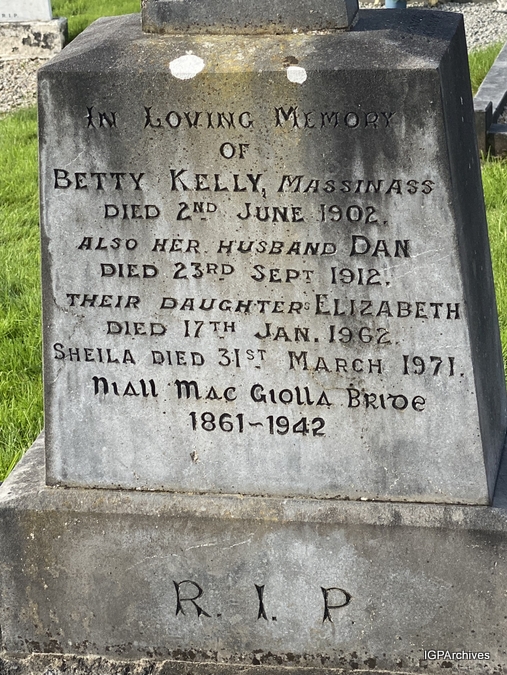 R I P
In Loving Memory
OF
BETTY KELLY, MASSINASS
DIED 2ND JUNE 1902.
ALSO HER HUSBAND DAN
DIED 23RD SEPT 1912.
THEIR DAUGHTERS ELIZABETH
DIED 17TH JAN. 1962.
SHEILA DIED 31ST MARCH 1971.
Niall Mac Giolla Bride
1861~1942
R. I. P
IGPArchives